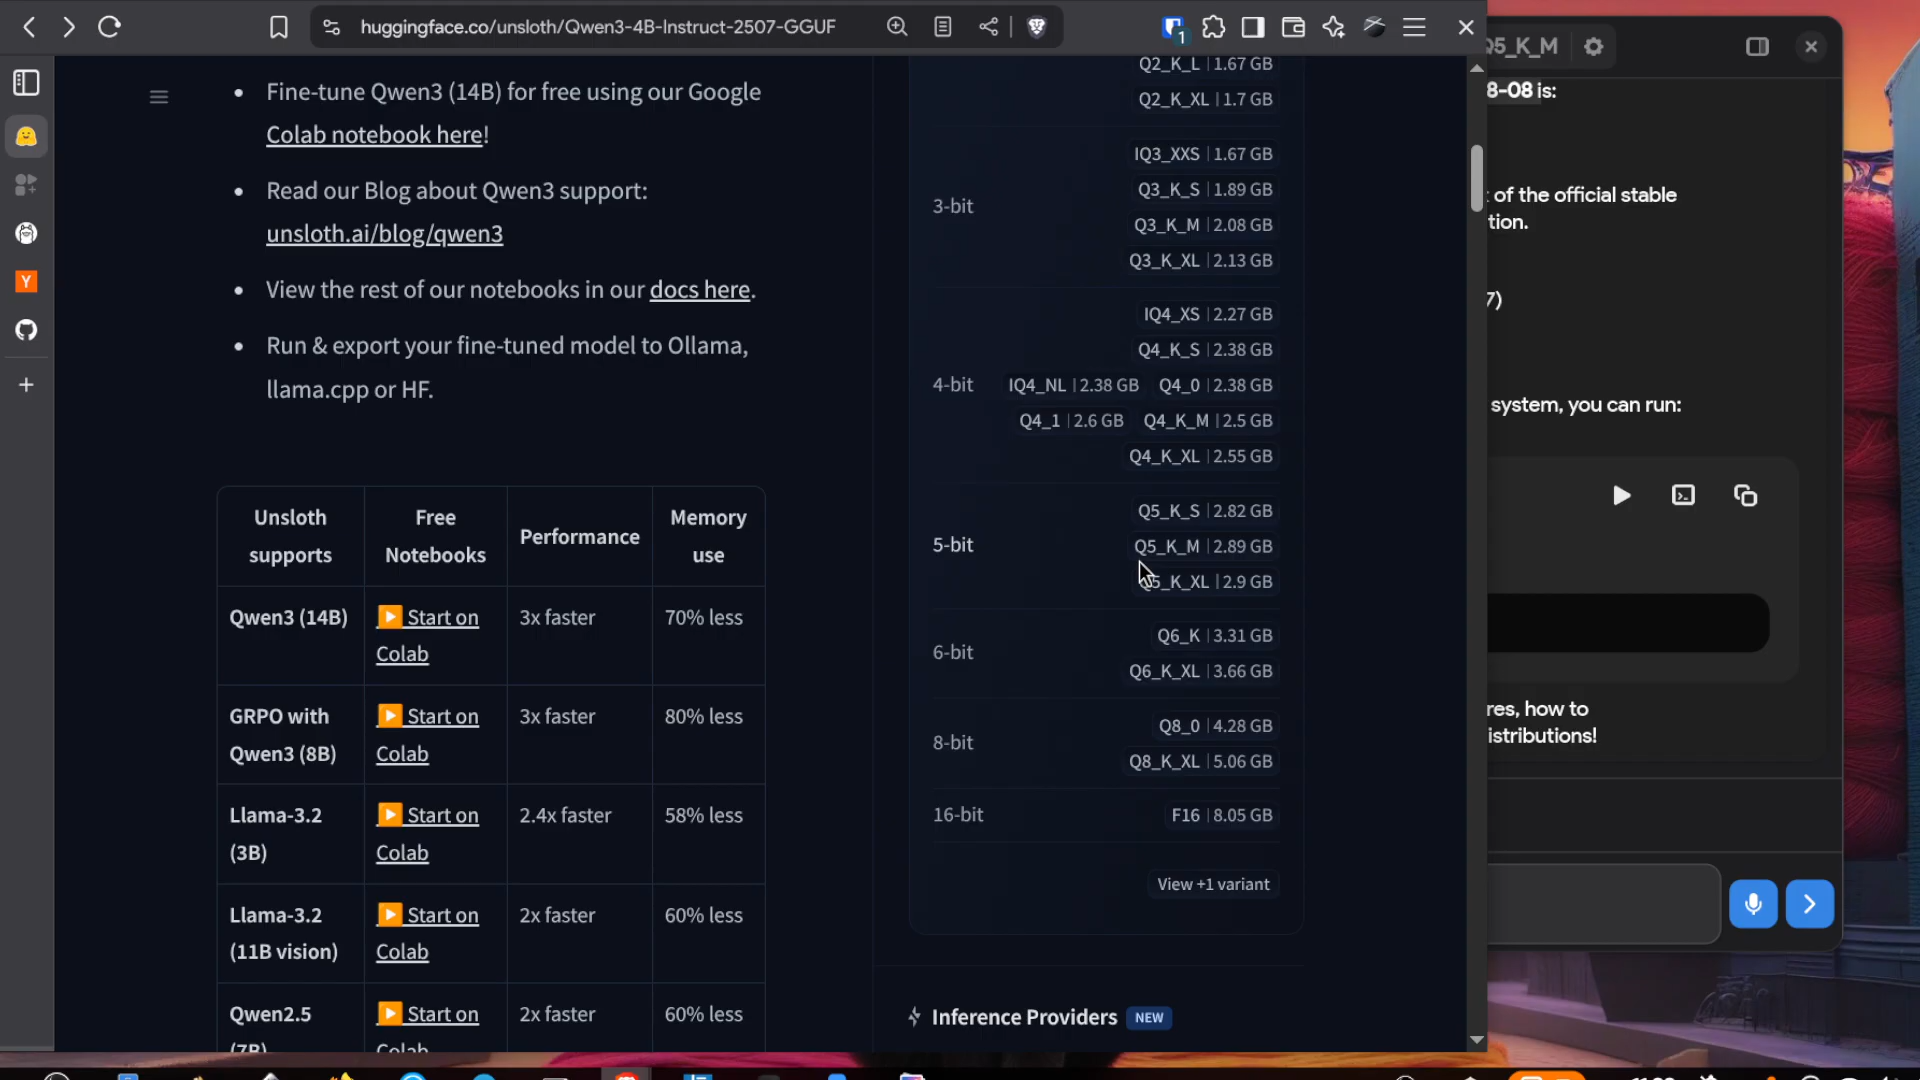 huggingface.co/unsloth/Qwen3-4B-Instruct-2507-GGUF
1
Fine-tune Qwen3 (14B) for free using our Google
Colab notebook here!
Read our Blog about Qwen3 support:
unsloth.ai/blog/qwen3
View the rest of our notebooks in our docs here.
Run & export your fine-tuned model to Ollama,
llama.cpp or HF.
Unsloth supports
Free Notebooks
Performance
Memory use
Qwen3 (14B)
Start on Colab
3x faster
70% less
GRPO with Qwen3 (8B)
Start on Colab
3x faster
80% less
Llama-3.2 (3B)
Start on Colab
2.4x faster
58% less
Llama-3.2 (11B vision)
Start on Colab
2x faster
60% less
Qwen2.5 (7B)
Start on Colab
2x faster
60% less
Q2_K_L | 1.67 GB
Q2_K_XL | 1.7 GB
3-bit
IQ3_XXS | 1.67 GB
Q3_K_S | 1.89 GB
Q3_K_M | 2.08 GB
Q3_K_XL | 2.13 GB
4-bit
IQ4_XS | 2.27 GB
Q4_K_S | 2.38 GB
IQ4_NL | 2.38 GB Q4_0 | 2.38 GB
Q4_1 | 2.6 GB Q4_K_M | 2.5 GB
Q4_K_XL | 2.55 GB
5-bit
Q5_K_S | 2.82 GB
Q5_K_M | 2.89 GB
Q5_K_XL | 2.9 GB
6-bit
Q6_K | 3.31 GB
Q6_K_XL | 3.66 GB
8-bit
Q8_0 | 4.28 GB
Q8_K_XL | 5.06 GB
16-bit
F16 | 8.05 GB
View +1 variant
Inference Providers NEW
Q5_K_M
8-08 is:
of the official stable
tion.
7)
system, you can run:
res, how to
istributions!